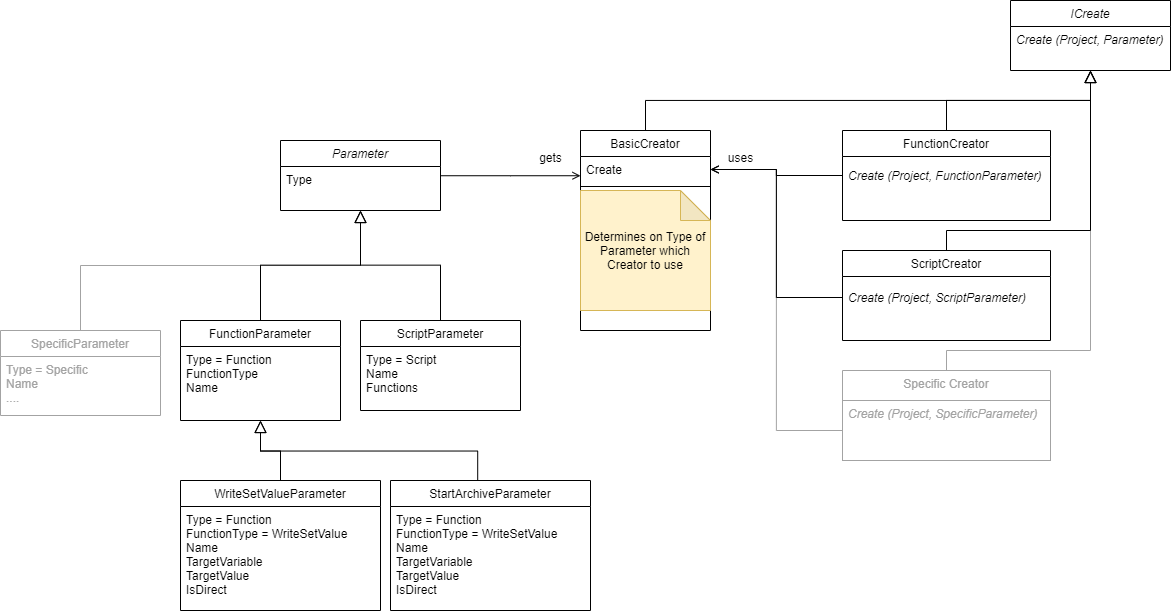 ICreate
Create (Project, Parameter)
BasicCreator
Create
Determines on Type of
Parameter which
Creator to use
FunctionCreator
Create (Project, FunctionParameter)
Parameter
Type
gets
uses
ScriptCreator
Create (Project, ScriptParameter)
SpecificParameter
Type = Specific
Name
....
FunctionParameter
Type = Function
FunctionType
Name
ScriptParameter
Type = Script
Name
Functions
Specific Creator
Create (Project, SpecificParameter)
WriteSetValueParameter
Type = Function
FunctionType = WriteSetValue
Name
TargetVariable
TargetValue
IsDirect
StartArchiveParameter
Type = Function
FunctionType = WriteSetValue
Name
TargetVariable
TargetValue
IsDirect